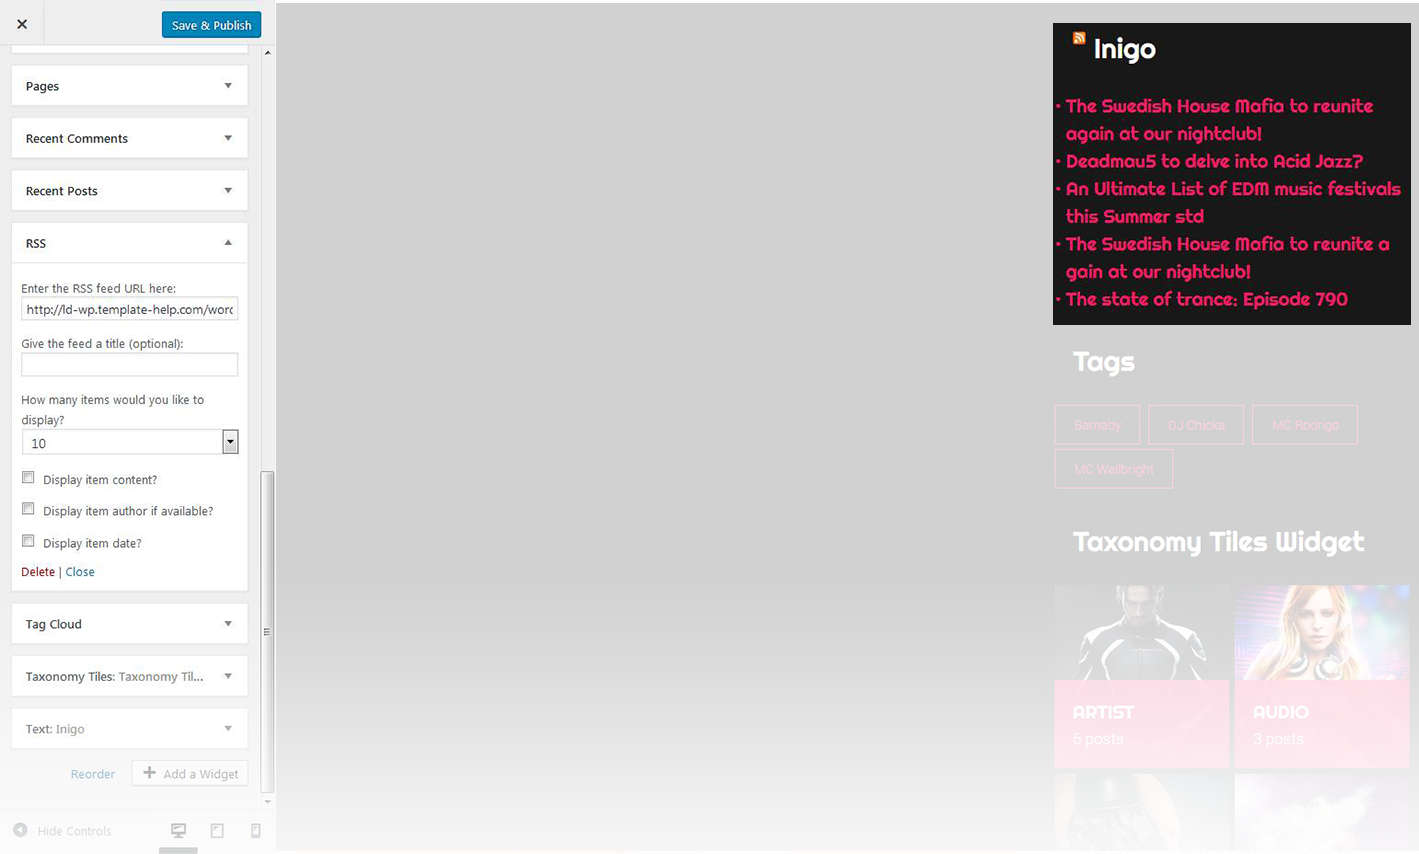 Save & Publish
Pages
Recent Comments
Recent Posts
RSS
Enter the RSS feed URL here:
http://ld-wp.template-help.com/word
Give the feed a title (optional):
How many items would you like to
display?
10
Display item content?
Display item author if available?
Display item date?
Delete | Close
Tag Cloud
Taxonomy Tiles: Taxonomy Til...
Text: Inigo
Reorder
Add a Widget
Hide Controls
Inigo
• The Swedish House Mafia to reunite
again at our nightclub!
• Deadmau5 to delve into Acid Jazz?
• An Ultimate List of EDM music festivals
this Summer std
• The Swedish House Mafia to reunite a
gain at our nightclub!
• The state of trance: Episode 790
Tags
Barnaby
DJ Chicka
MC Rodrigo
MC Wallbright
Taxonomy Tiles Widget
ARTIST
5 posts
AUDIO
3 posts